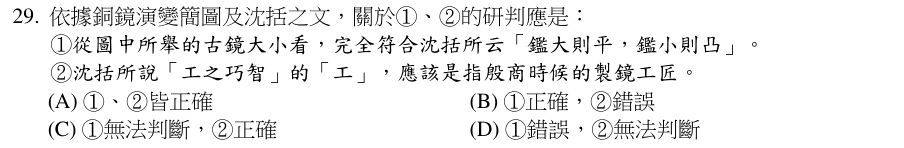 29. 依據銅鏡演變簡圖及沈括之文，關於①、②的研判應是：
①從圖中所舉的古鏡大小看，完全符合沈括所云「鑑大則平，鑑小則凸」。
②沈括所說「工之巧智」的「工」，應該是指殷商時候的製鏡工匠。
(A) ①、②皆正確 (B) ①正確，②錯誤
(C) ①無法判斷，②正確 (D) ①錯誤，②無法判斷